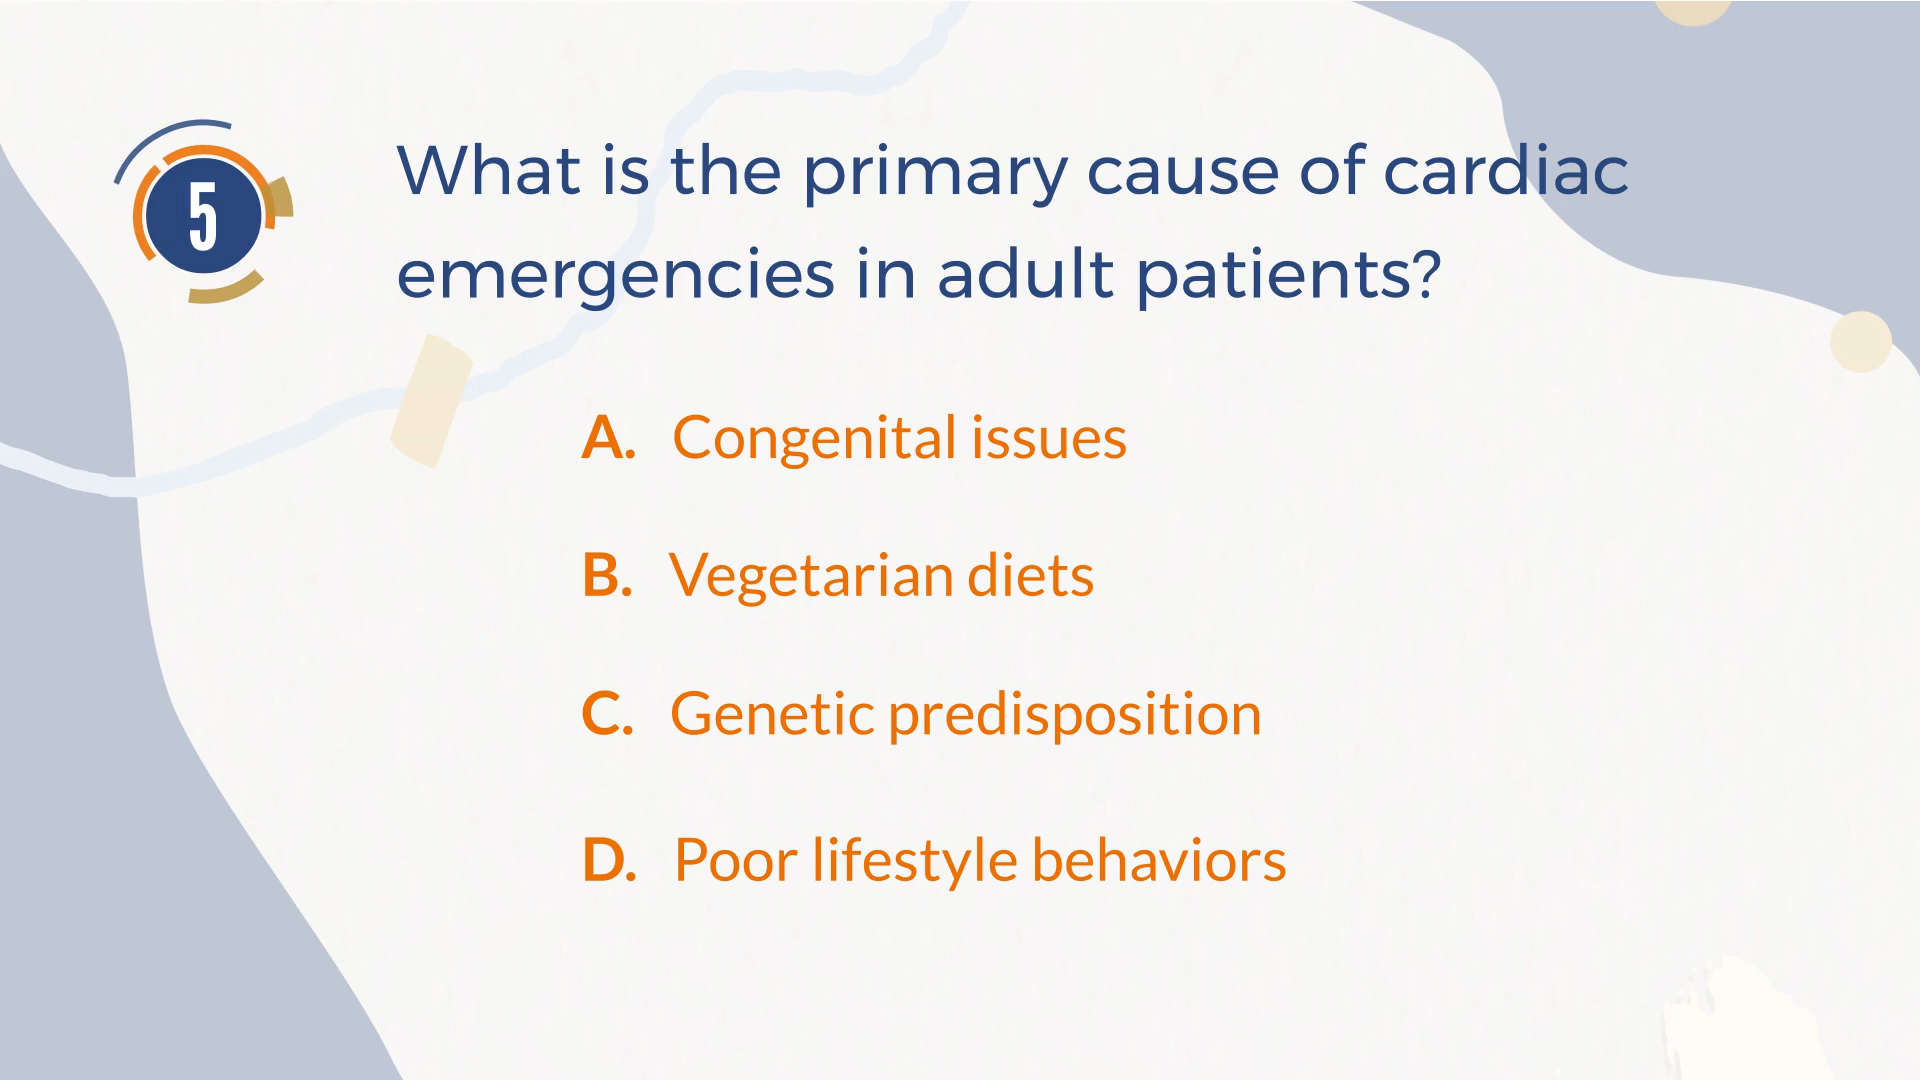 5
What is the primary cause of cardiac
emergencies in adult patients?
A. Congenital issues
B. Vegetarian diets
C. Genetic predisposition
D. Poor lifestyle behaviors